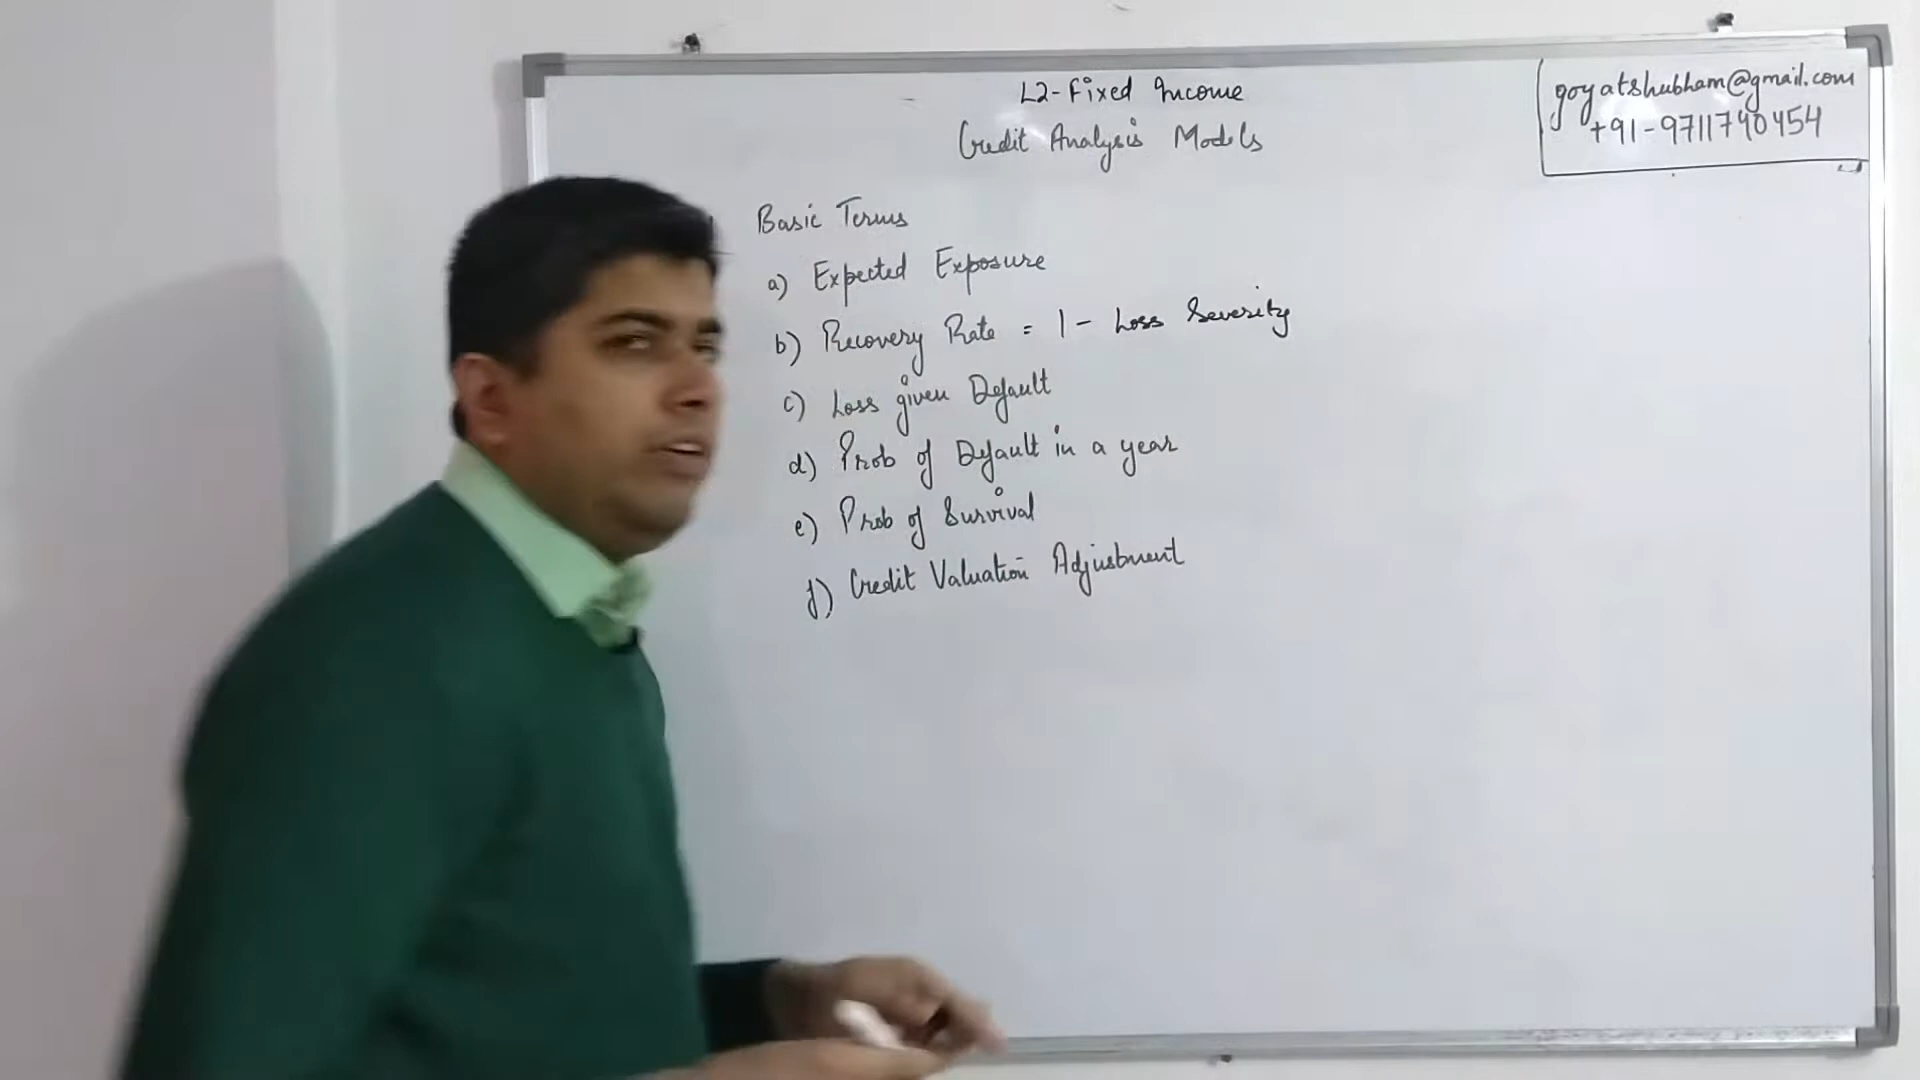 L2-Fixed Income
Credit Analysis Models
goyatshubham@gmail.com
+91-9711740454
Basic Terms
a) Expected Exposure
b) Recovery Rate = 1 - Loss Severity
c) Loss given Default
d) Prob of Default in a year
e) Prob of Survival
f) Credit Valuation Adjustment